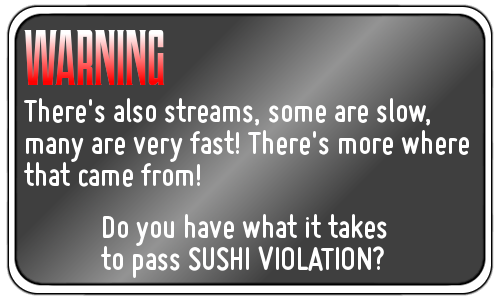 WARNING
There's also streams, some are slow,
many are very fast! There's more where
that came from!
Do you have what it takes
to pass SUSHI VIOLATION?